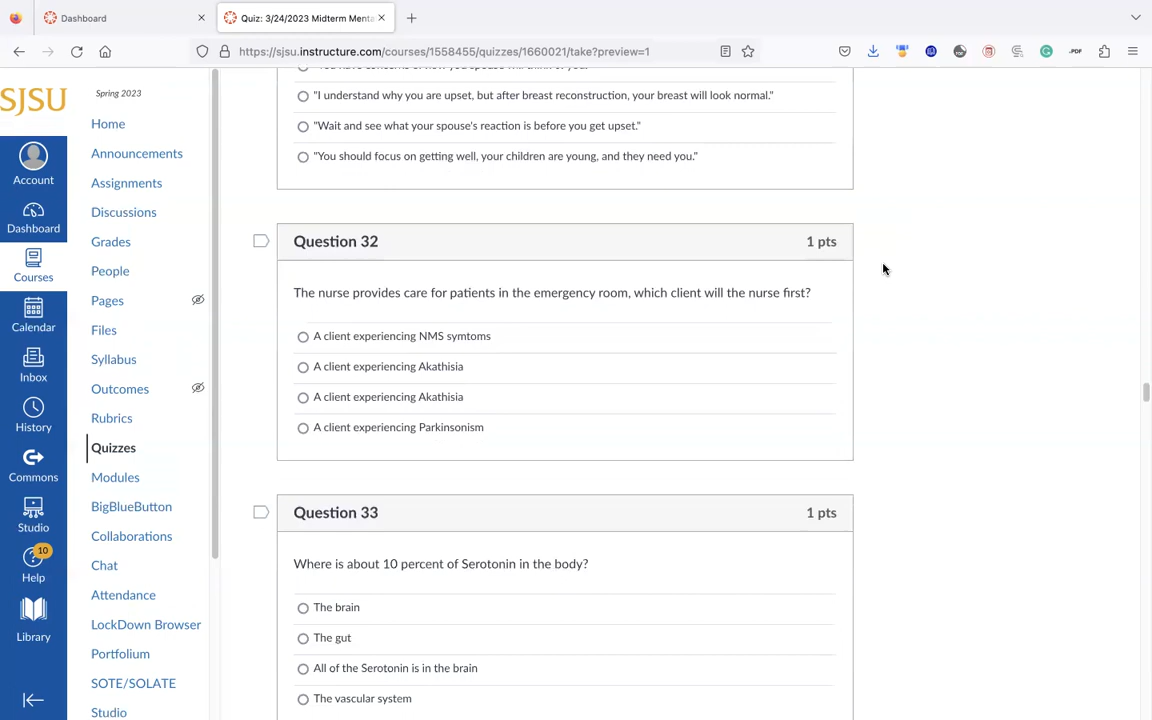 Dashboard
Quiz: 3/24/2023 Midterm Menta
https://sjsu.instructure.com/courses/1558455/quizzes/1660021/take?preview=1
.PDF
SJSU
Account
Dashboard
Courses
Calendar
Inbox
10
History
Commons
Studio
Help
Library
Spring 2023
Home
Announcements
Assignments
Discussions
Grades
People
Pages
Files
Syllabus
Outcomes
Rubrics
Quizzes
Modules
BigBlueButton
Collaborations
Chat
Attendance
LockDown Browser
Portfolium
SOTE/SOLATE
Studio
"I understand why you are upset, but after breast reconstruction, your breast will look normal."
"Wait and see what your spouse's reaction is before you get upset."
"You should focus on getting well, your children are young, and they need you."
Question 32 1 pts
The nurse provides care for patients in the emergency room, which client will the nurse first?
A client experiencing NMS symtoms
A client experiencing Akathisia
A client experiencing Akathisia
A client experiencing Parkinsonism
Question 33 1 pts
Where is about 10 percent of Serotonin in the body?
The brain
The gut
All of the Serotonin is in the brain
The vascular system